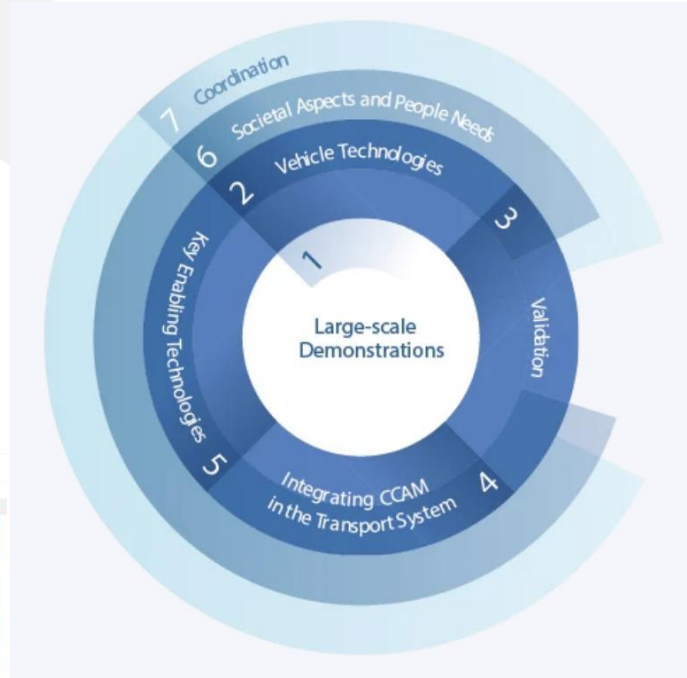 7 Coordination
6 Societal Aspects and People Needs
2 Vehicle Technologies
3 Validation
1
Large-scale
Demonstrations
5 Key Enabling Technologies
4 Integrating CCAM
in the Transport System